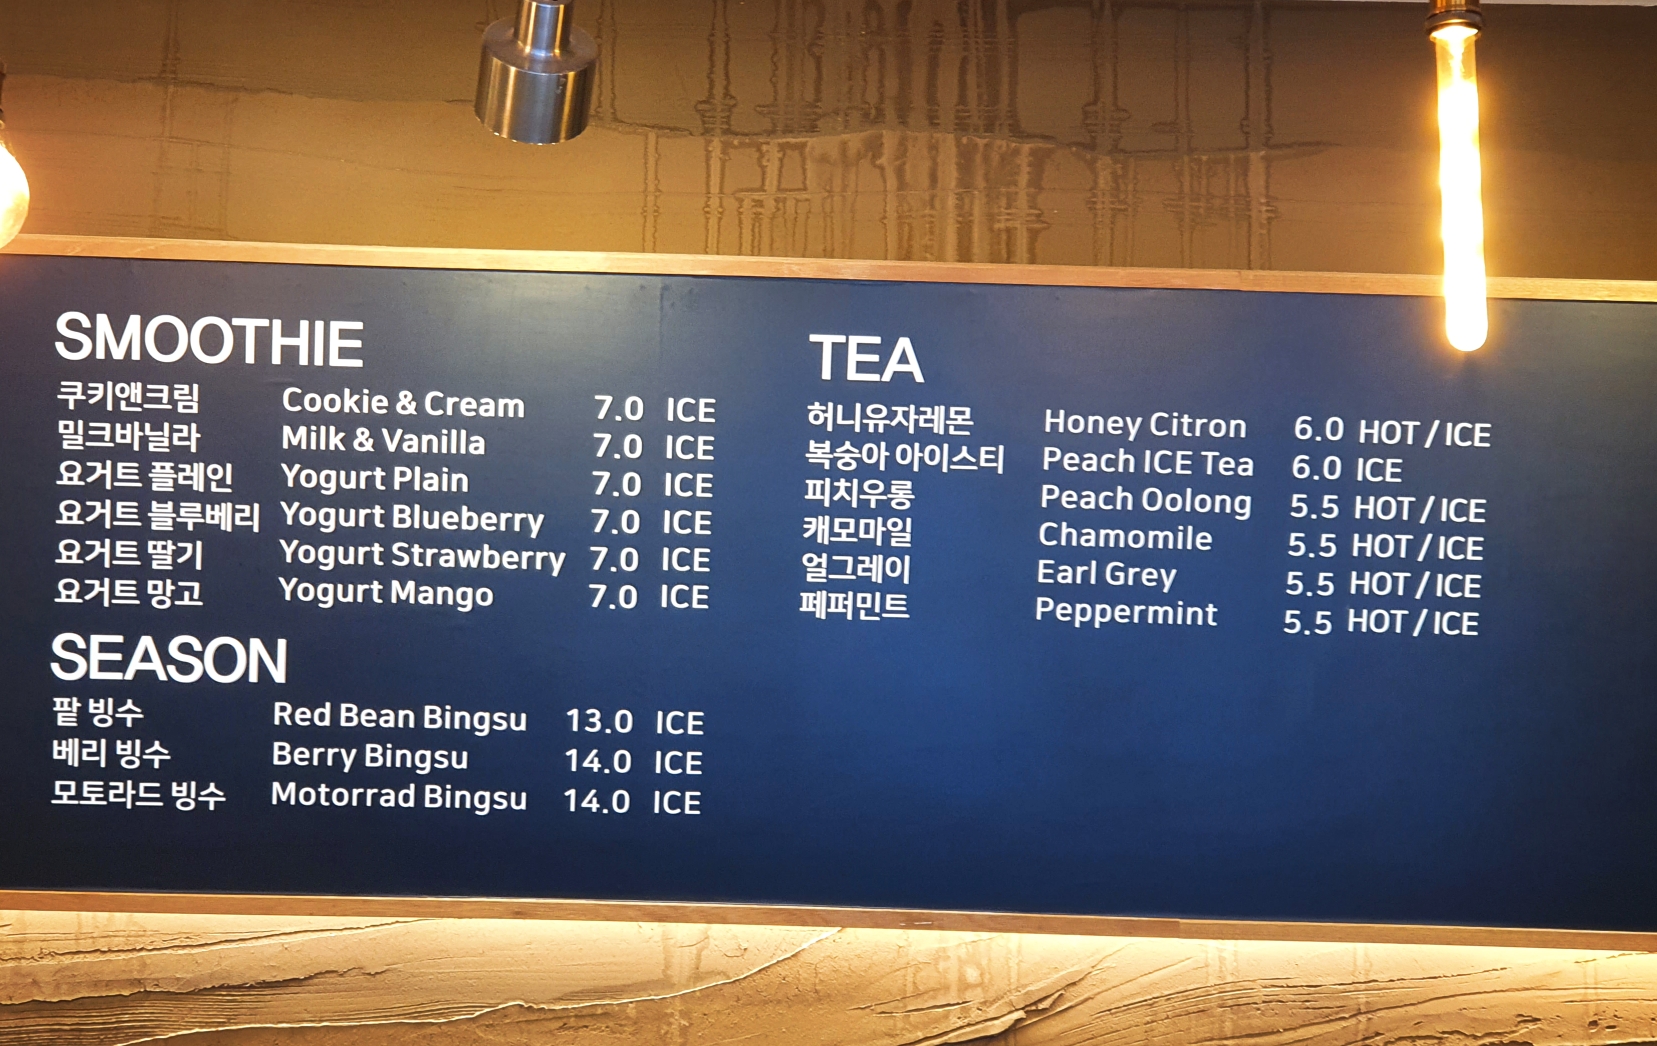 SMOOTHIE
쿠키앤크림 Cookie & Cream 7.0 ICE
밀크바닐라 Milk & Vanilla 7.0 ICE
요거트 플레인 Yogurt Plain 7.0 ICE
요거트 블루베리 Yogurt Blueberry 7.0 ICE
요거트 딸기 Yogurt Strawberry 7.0 ICE
요거트 망고 Yogurt Mango 7.0 ICE
SEASON
팥 빙수 Red Bean Bingsu 13.0 ICE
베리 빙수 Berry Bingsu 14.0 ICE
모토라드 빙수 Motorrad Bingsu 14.0 ICE
TEA
허니유자레몬 Honey Citron 6.0 HOT / ICE
복숭아 아이스티 Peach ICE Tea 6.0 ICE
피치우롱 Peach Oolong 5.5 HOT / ICE
캐모마일 Chamomile 5.5 HOT / ICE
얼그레이 Earl Grey 5.5 HOT / ICE
페퍼민트 Peppermint 5.5 HOT / ICE